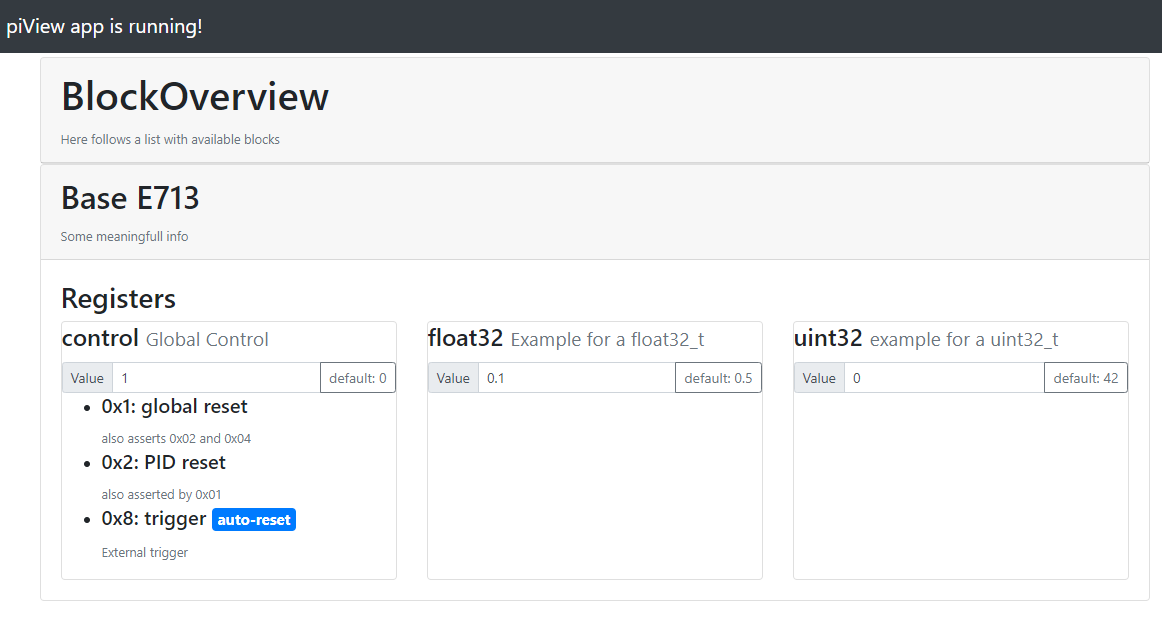 piView app is running!
BlockOverview
Here follows a list with available blocks
Base E713
Some meaningfull info
Registers
control Global Control
Value 1 default: 0
0x1: global reset
also asserts 0x02 and 0x04
0x2: PID reset
also asserted by 0x01
0x8: trigger auto-reset
External trigger
float32 Example for a float32_t
Value 0.1 default: 0.5
uint32 example for a uint32_t
Value 0 default: 42